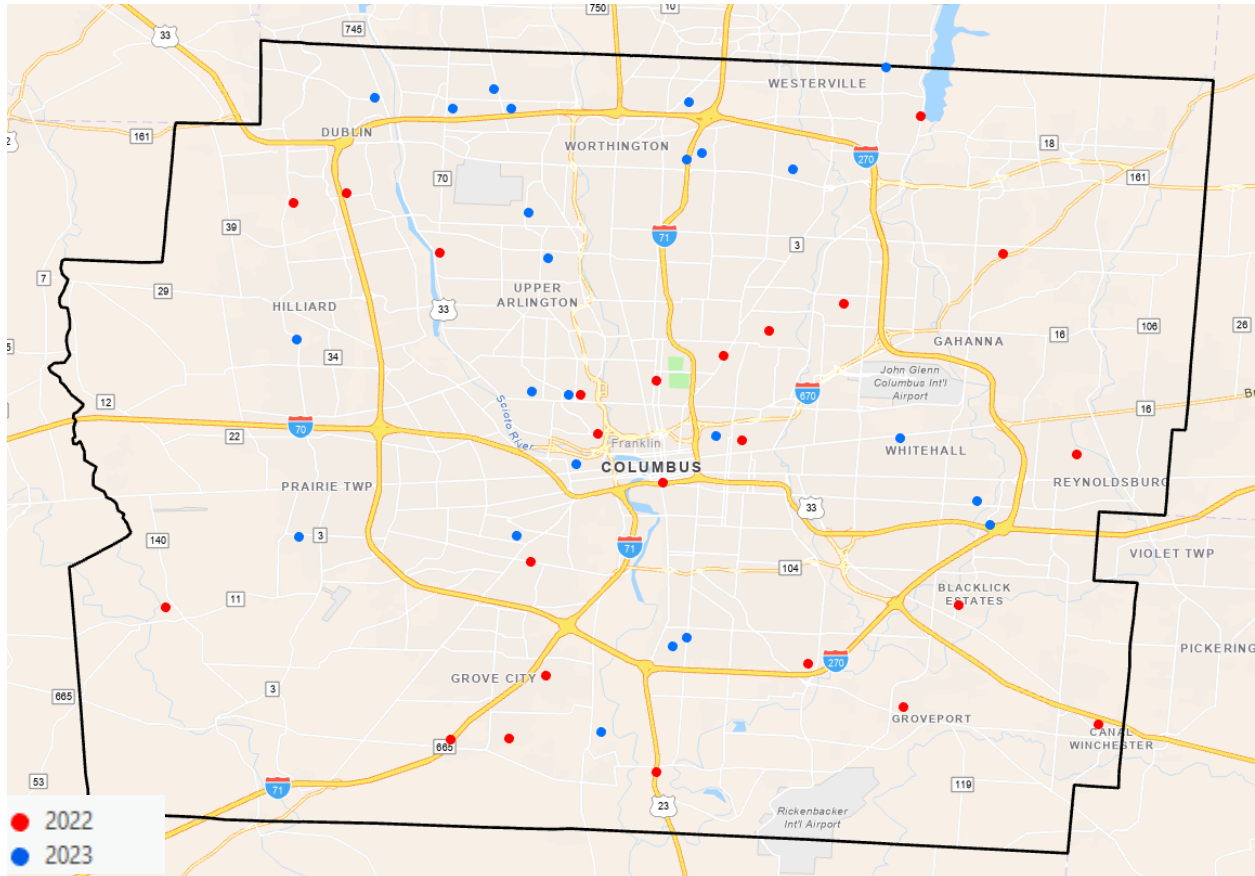 750
10
33
745
WESTERVILLE
161
2
DUBLIN
WORTHINGTON
18
270
161
70
39
71
3
7
29
UPPER
ARLINGTON
HILLIARD
33
16
106
26
GAHANNA
34
John Glenn
Columbus Int'l
Airport
5
12
670
Scioto River
16
70
22
Franklin
WHITEHALL
COLUMBUS
PRAIRIE TWP
REYNOLDSBURG
33
140
3
71
VIOLET TWP
104
11
BLACKLICK
ESTATES
PICKERING
270
GROVE CITY
3
665
GROVEPORT
665
CANAL
WINCHESTER
53
71
119
23
Rickenbacker
Int'l Airport
2022
2023